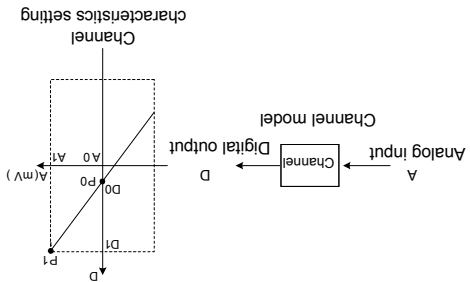 D
P1
D1
D0
P0
A0
A1
A(mV)
A
Analog input
Channel
D
Digital output
Channel model
Channel
characteristics setting